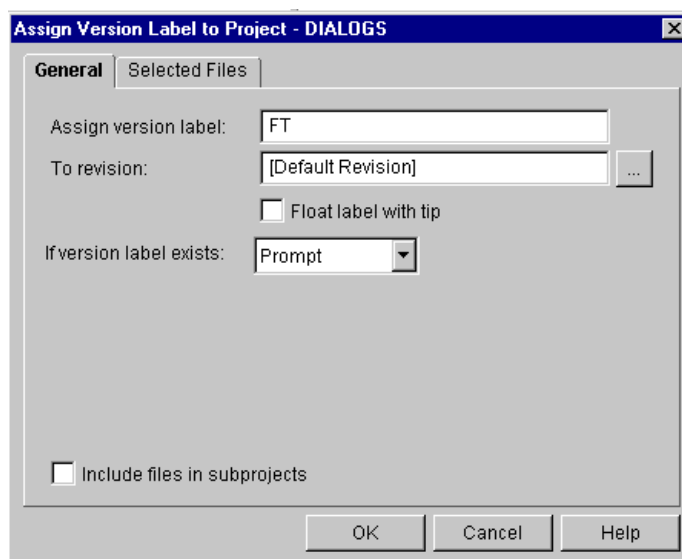 Assign Version Label to Project - DIALOGS
General Selected Files
Assign version label: FT
To revision: [Default Revision] ...
Float label with tip
If version label exists: Prompt
Include files in subprojects
OK Cancel Help